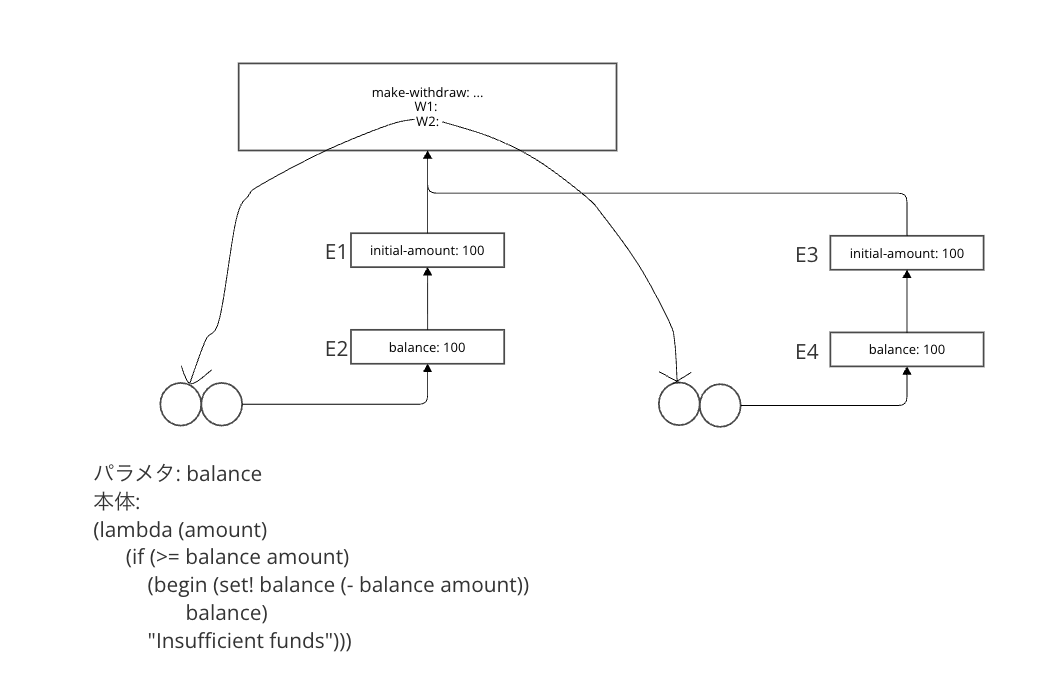 make-withdraw: ...
W1:
W2:
E1
initial-amount: 100
E3
initial-amount: 100
E2
balance: 100
E4
balance: 100
パラメタ: balance
本体:
(lambda (amount)
(if (>= balance amount)
(begin (set! balance (- balance amount))
balance)
"Insufficient funds")))